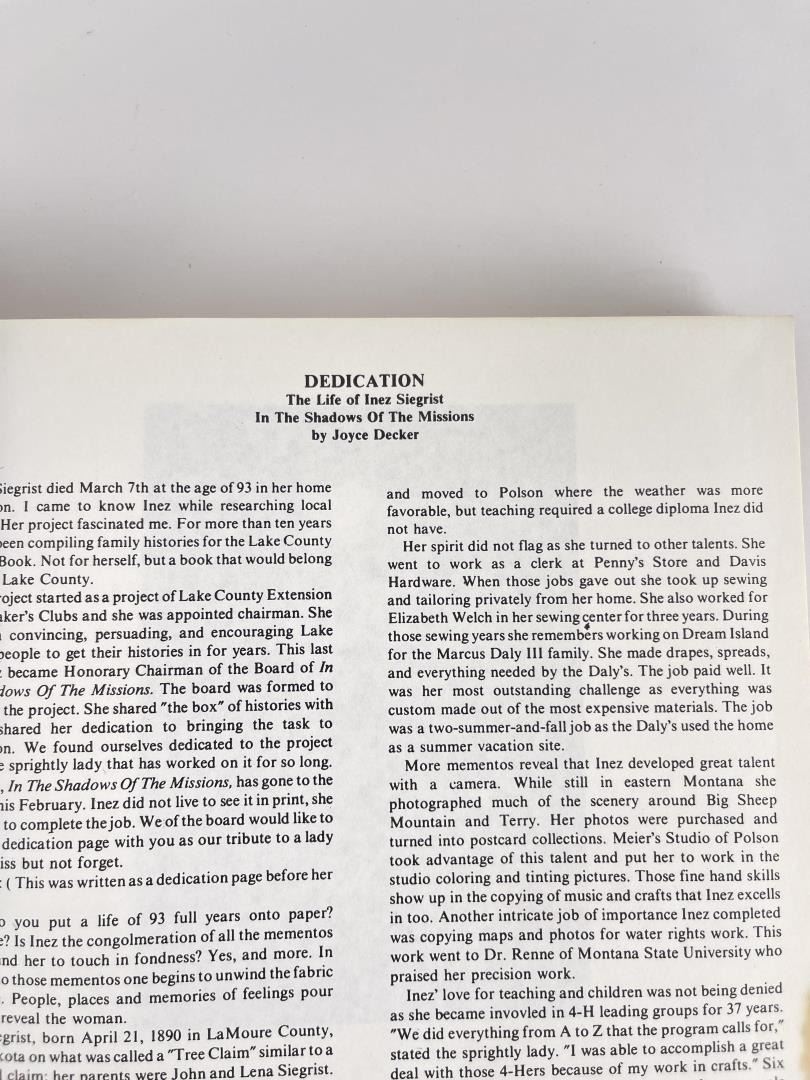 DEDICATION
The Life of Inez Siegrist
In The Shadows Of The Missions
by Joyce Decker
Siegrist died March 7th at the age of 93 in her home
on. I came to know Inez while researching local
Her project fascinated me. For more than ten years
been compiling family histories for the Lake County
Book. Not for herself, but a book that would belong
Lake County.
roject started as a project of Lake County Extension
aker's Clubs and she was appointed chairman. She
convincing, persuading, and encouraging Lake
people to get their histories in for years. This last
became Honorary Chairman of the Board of In
dows Of The Missions. The board was formed to
the project. She shared "the box" of histories with
shared her dedication to bringing the task to
on. We found ourselves dedicated to the project
e sprightly lady that has worked on it for so long.
, In The Shadows Of The Missions, has gone to the
his February. Inez did not live to see it in print, she
to complete the job. We of the board would like to
dedication page with you as our tribute to a lady
iss but not forget.
: ( This was written as a dedication page before her
o you put a life of 93 full years onto paper?
e? Is Inez the congolmeration of all the mementos
nd her to touch in fondness? Yes, and more. In
o those mementos one begins to unwind the fabric
. People, places and memories of feelings pour
reveal the woman.
egrist, born April 21, 1890 in LaMoure County,
kota on what was called a "Tree Claim" similar to a
l claim; her parents were John and Lena Siegrist.
and moved to Polson where the weather was more
favorable, but teaching required a college diploma Inez did
not have.
Her spirit did not flag as she turned to other talents. She
went to work as a clerk at Penny's Store and Davis
Hardware. When those jobs gave out she took up sewing
and tailoring privately from her home. She also worked for
Elizabeth Welch in her sewing center for three years. During
those sewing years she remembers working on Dream Island
for the Marcus Daly III family. She made drapes, spreads,
and everything needed by the Daly's. The job paid well. It
was her most outstanding challenge as everything was
custom made out of the most expensive materials. The job
was a two-summer-and-fall job as the Daly's used the home
as a summer vacation site.
More mementos reveal that Inez developed great talent
with a camera. While still in eastern Montana she
photographed much of the scenery around Big Sheep
Mountain and Terry. Her photos were purchased and
turned into postcard collections. Meier's Studio of Polson
took advantage of this talent and put her to work in the
studio coloring and tinting pictures. Those fine hand skills
show up in the copying of music and crafts that Inez excells
in too. Another intricate job of importance Inez completed
was copying maps and photos for water rights work. This
work went to Dr. Renne of Montana State University who
praised her precision work.
Inez' love for teaching and children was not being denied
as she became invovled in 4-H leading groups for 37 years.
"We did everything from A to Z that the program calls for,"
stated the sprightly lady. "I was able to accomplish a great
deal with those 4-Hers because of my work in crafts." Six